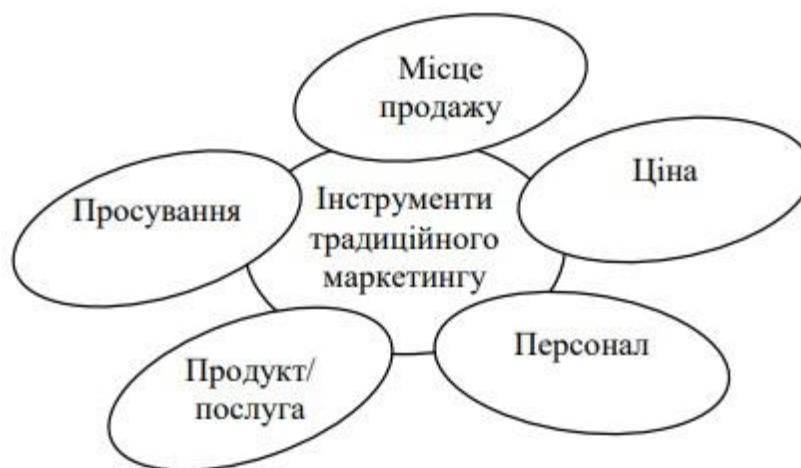 Місце
продажу
Ціна
Просування
Інструменти
традиційного
маркетингу
Персонал
Продукт/
послуга